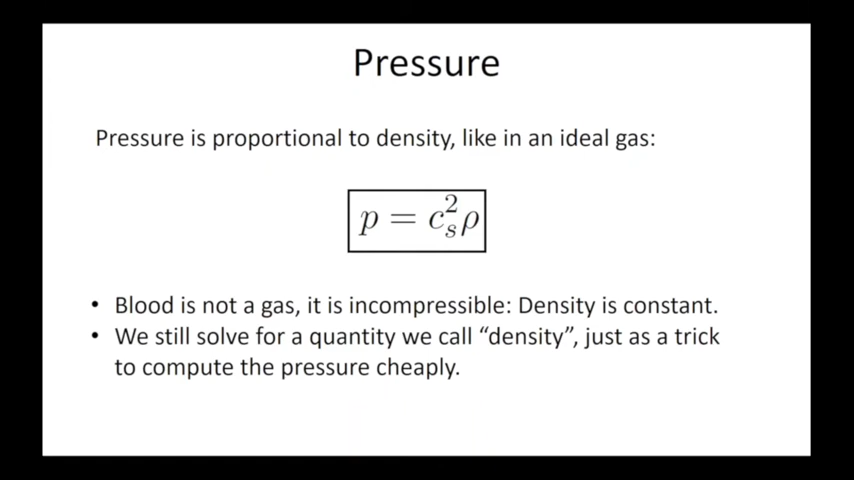 Pressure
Pressure is proportional to density, like in an ideal gas:
p = c_s^2 ρ
• Blood is not a gas, it is incompressible: Density is constant.
• We still solve for a quantity we call “density”, just as a trick
to compute the pressure cheaply.